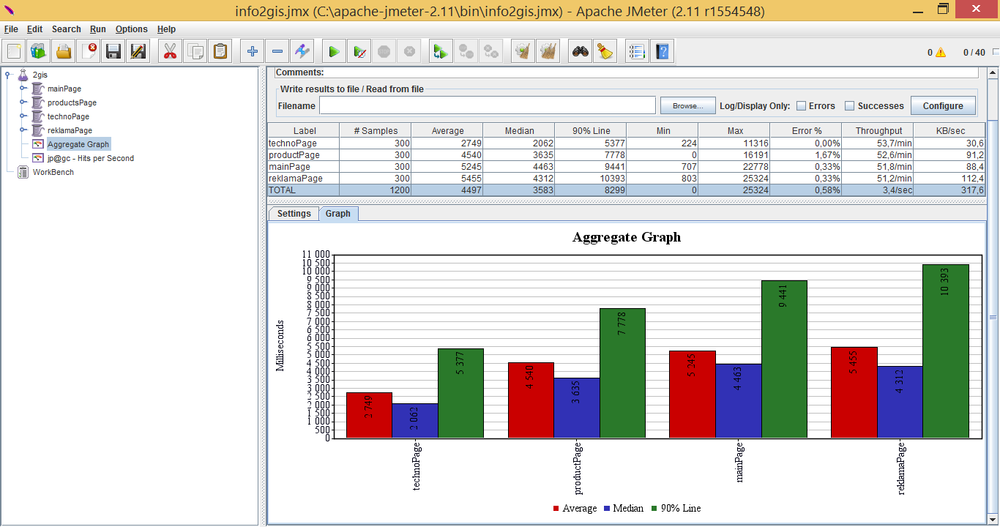 info2gis.jmx (C:\apache-jmeter-2.11\bin\info2gis.jmx) - Apache JMeter (2.11 r1554548)
File Edit Search Run Options Help
0 0 / 40
2gis
mainPage
productsPage
technoPage
reklamaPage
Aggregate Graph
jp@gc - Hits per Second
WorkBench
Comments:
Write results to file / Read from file
Filename Browse... Log/Display Only: Errors Successes Configure
Label # Samples Average Median 90% Line Min Max Error % Throughput KB/sec
technoPage 300 2749 2062 5377 224 11316 0,00% 53,7/min 30,6
productPage 300 4540 3635 7778 0 16191 1,67% 52,6/min 91,2
mainPage 300 5245 4463 9441 707 22778 0,33% 51,8/min 88,4
reklamaPage 300 5455 4312 10393 803 25324 0,33% 51,2/min 112,4
TOTAL 1200 4497 3583 8299 0 25324 0,58% 3,4/sec 317,6
Settings Graph
Aggregate Graph
Milliseconds
11 000
10 500
10 000
9 500
9 000
8 500
8 000
7 500
7 000
6 500
6 000
5 500
5 000
4 500
4 000
3 500
3 000
2 500
2 000
1 500
1 000
500
0
2 749
2 062
5 377
4 540
3 635
7 778
5 245
4 463
9 441
5 455
4 312
10 393
technoPage
productPage
mainPage
reklamaPage
Average Median 90% Line